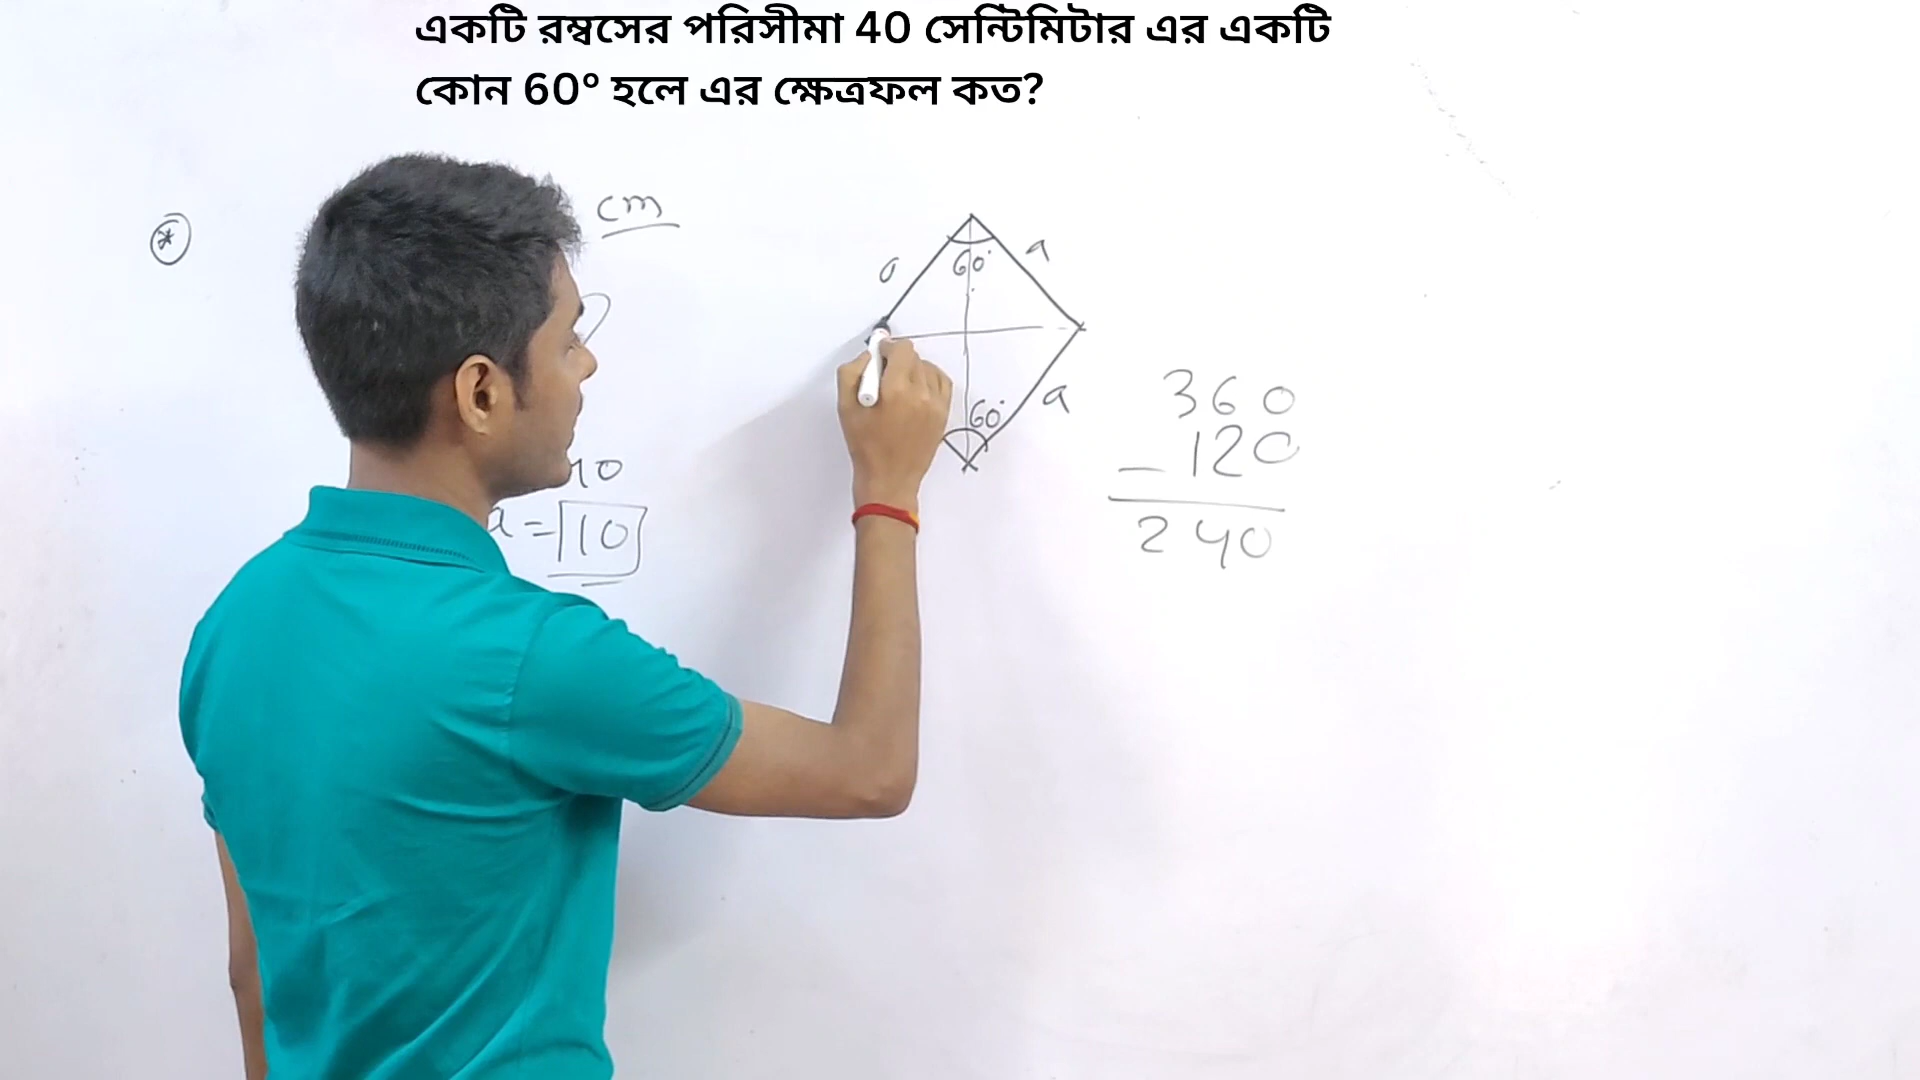 একটি রম্বসের পরিসীমা 40 সেন্টিমিটার এর একটি
কোন 60° হলে এর ক্ষেত্রফল কত?
*
cm
a
60°
a
60°
a
40
a = 10
360
- 120
240